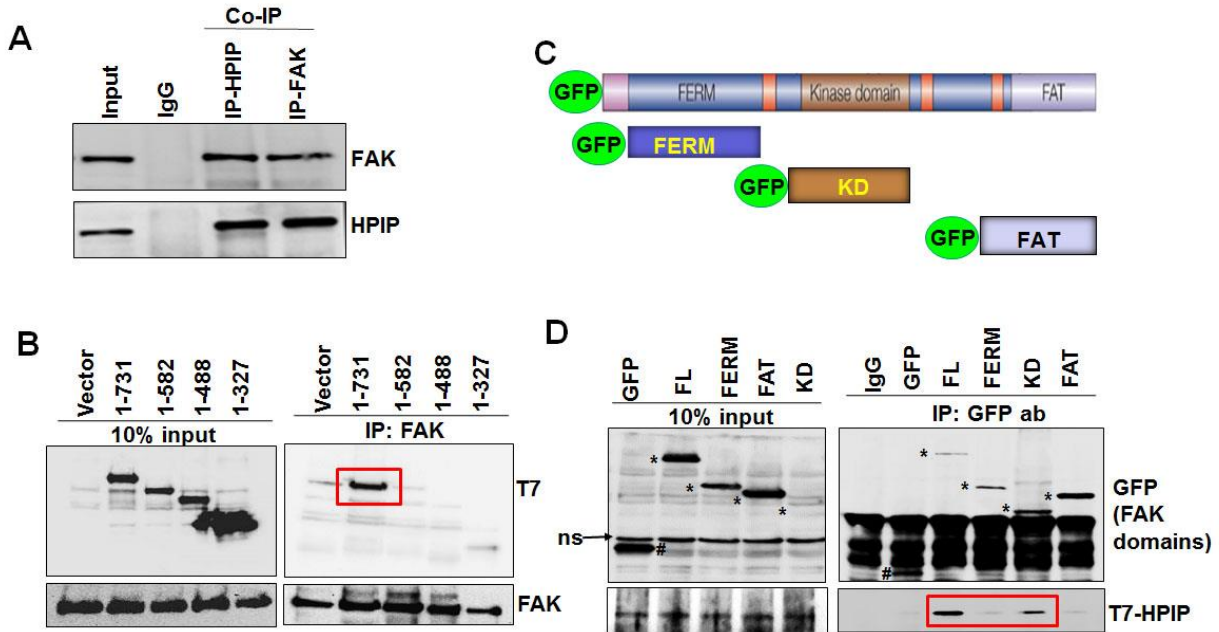 A
Co-IP
Input
IgG
IP-HPIP
IP-FAK
FAK
HPIP
C
GFP
FERM
Kinase domain
FAT
GFP
FERM
GFP
KD
GFP
FAT
B
Vector
1-731
1-582
1-488
1-327
10% input
Vector
1-731
1-582
1-488
1-327
IP: FAK
T7
FAK
D
GFP
FL
FERM
FAT
KD
10% input
*
*
*
*
ns
#
IgG
GFP
FL
FERM
KD
FAT
IP: GFP ab
*
*
*
*
#
GFP
(FAK
domains)
T7-HPIP